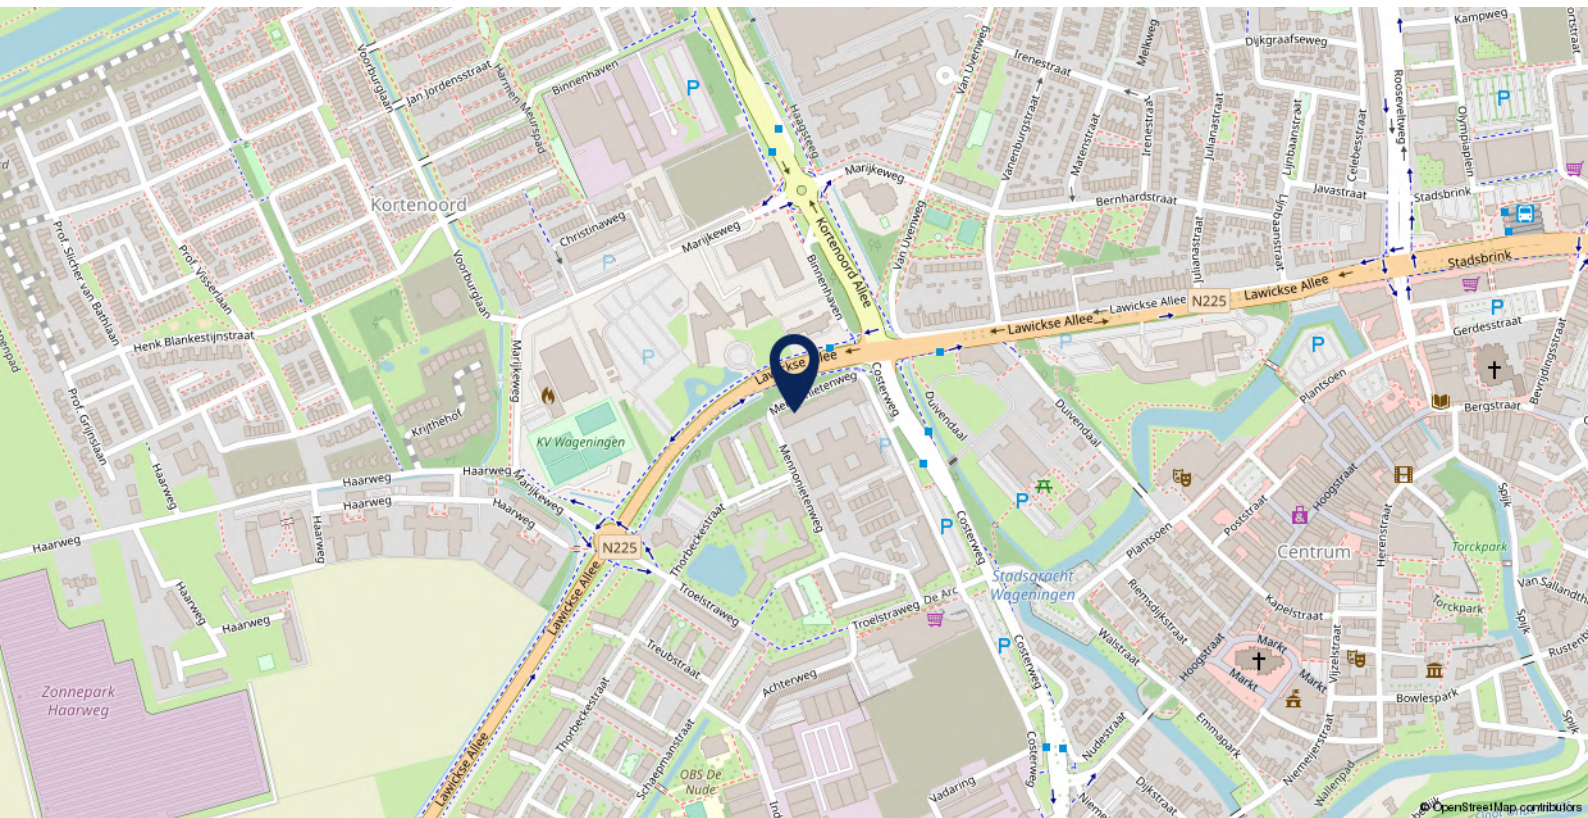 Kampweg
Dijkgraafseweg
Irenestraat
Melkweg
Van Uvenweg
Voorburglaan
Jan Jordensstraat
Harmen Meurspad
Binnenhaven
P
Haagsteeg
Vanenburgstraat
Matenstraat
Irenestraat
Julianastraat
Lijnbaanstraat
Celebesstraat
Rooseveltweg
Olympiaplein
P
Marijkeweg
Bernhardstraat
Javastraat
Stadsbrink
Kortenoord
Christinaweg
Marijkeweg
P
Kortenoord Allee
Binnenhaven
Van Uvenweg
Julianastraat
Lijnbaanstraat
Prof. Slicher van Bathlaan
Prof. Visserlaan
Voorburglaan
Stadsbrink
Lawickse Allee
N225
Lawickse Allee
Lawickse Allee
P
Gerdesstraat
Henk Blankestijnstraat
Marijkeweg
P
P
P
Bevrijdingsstraat
Plantsoen
Bergstraat
Prof. Grijnslaan
Krijthehof
KV Wageningen
Mennonietenweg
Costerweg
Duivendaal
Duivendaal
Haarweg
Haarweg
Haarweg
Haarweg
Marijkeweg
Haarweg
Haarweg
Haarweg
Mennonietenweg
P
P
P
Hoogstraat
Poststraat
Plantsoen
Herenstraat
Spijk
Torckpark
Centrum
N225
Thorbeckestraat
Costerweg
Stadsgracht
Wageningen
Van Sallandth
Haarweg
Haarweg
Lawickse Allee
Troelstraweg
Troelstraweg
De Arc
Riemsdijkstraat
Kapelstraat
Torckpark
Spijk
Walstraat
Hoogstraat
Markt
Markt
Markt
Vijzelstraat
Treubstraat
Achterweg
P
Costerweg
Bowlespark
Zonnepark
Haarweg
Thorbeckestraat
Schaepmanstraat
OBS De
Nude
Costerweg
Nudestraat
Emmapark
Niemeijerstraat
Spijk
Lawickse Allee
Vadaring
Dijkstraat
Wallenpad
© OpenStreetMap contributors